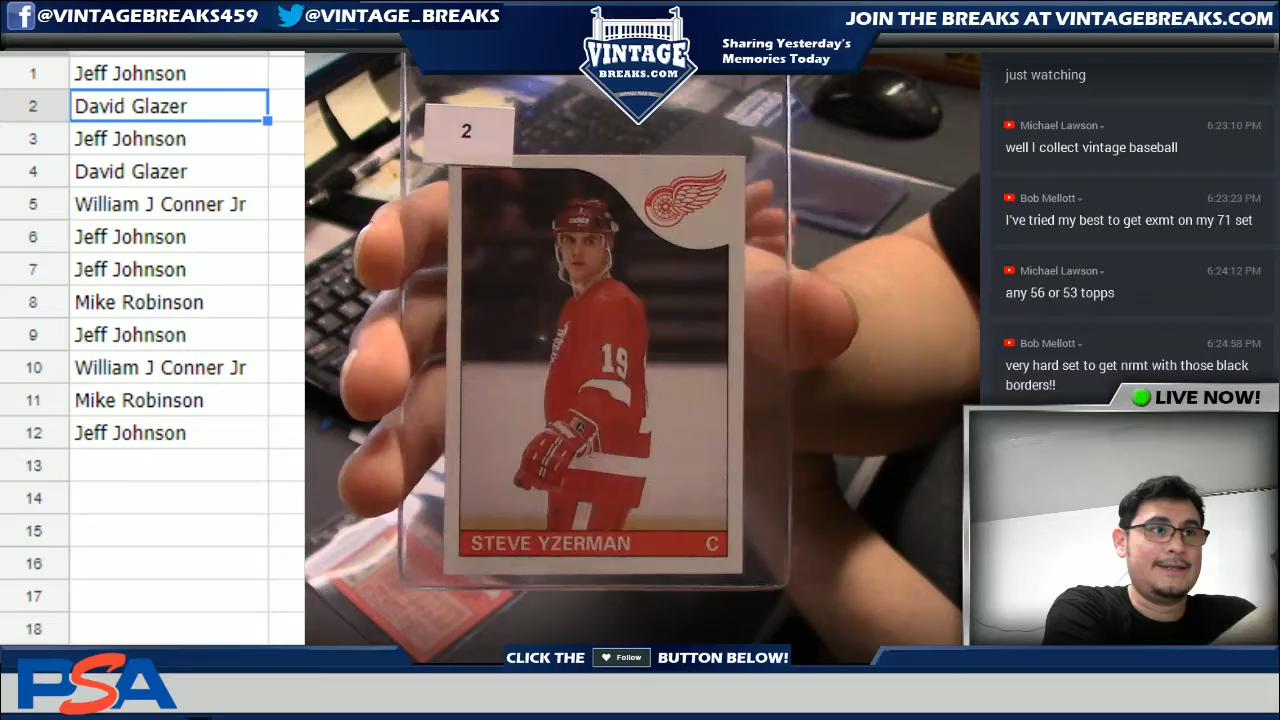 @VINTAGEBREAKS459
@VINTAGE_BREAKS
VINTAGE
BREAKS.COM
Sharing Yesterday's
Memories Today
JOIN THE BREAKS AT VINTAGEBREAKS.COM
1 Jeff Johnson
2 David Glazer
3 Jeff Johnson
4 David Glazer
5 William J Conner Jr
6 Jeff Johnson
7 Jeff Johnson
8 Mike Robinson
9 Jeff Johnson
10 William J Conner Jr
11 Mike Robinson
12 Jeff Johnson
13
14
15
16
17
18
2
19
STEVE YZERMAN C
just watching
Michael Lawson 6:23:10 PM
well I collect vintage baseball
Bob Mellott 6:23:23 PM
I've tried my best to get exmt on my 71 set
Michael Lawson 6:24:12 PM
any 56 or 53 topps
Bob Mellott 6:24:58 PM
very hard set to get nrmt with those black
borders!!
LIVE NOW!
CLICK THE Follow BUTTON BELOW!
PSA